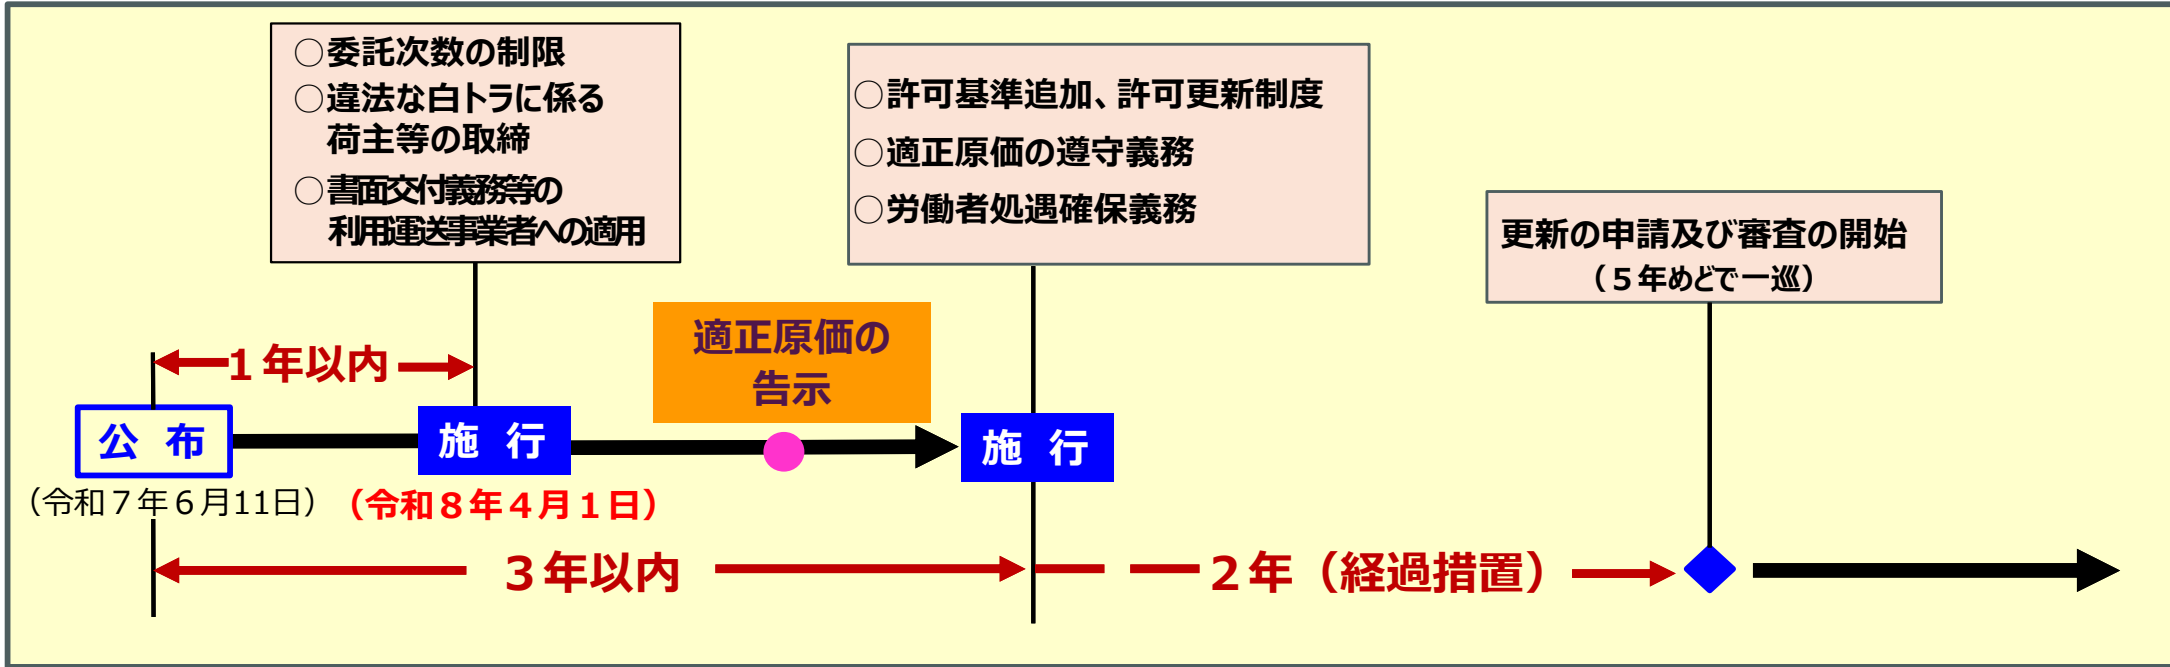 ○委託次数の制限
○違法な白トラに係る
荷主等の取締
○書面交付義務等の
利用運送事業者への適用
○許可基準追加、許可更新制度
○適正原価の遵守義務
○労働者処遇確保義務
更新の申請及び審査の開始
（５年めどで一巡）
適正原価の
告示
１年以内
公 布
施 行
施 行
（令和７年６月11日）
（令和８年４月１日）
３年以内
２年（経過措置）